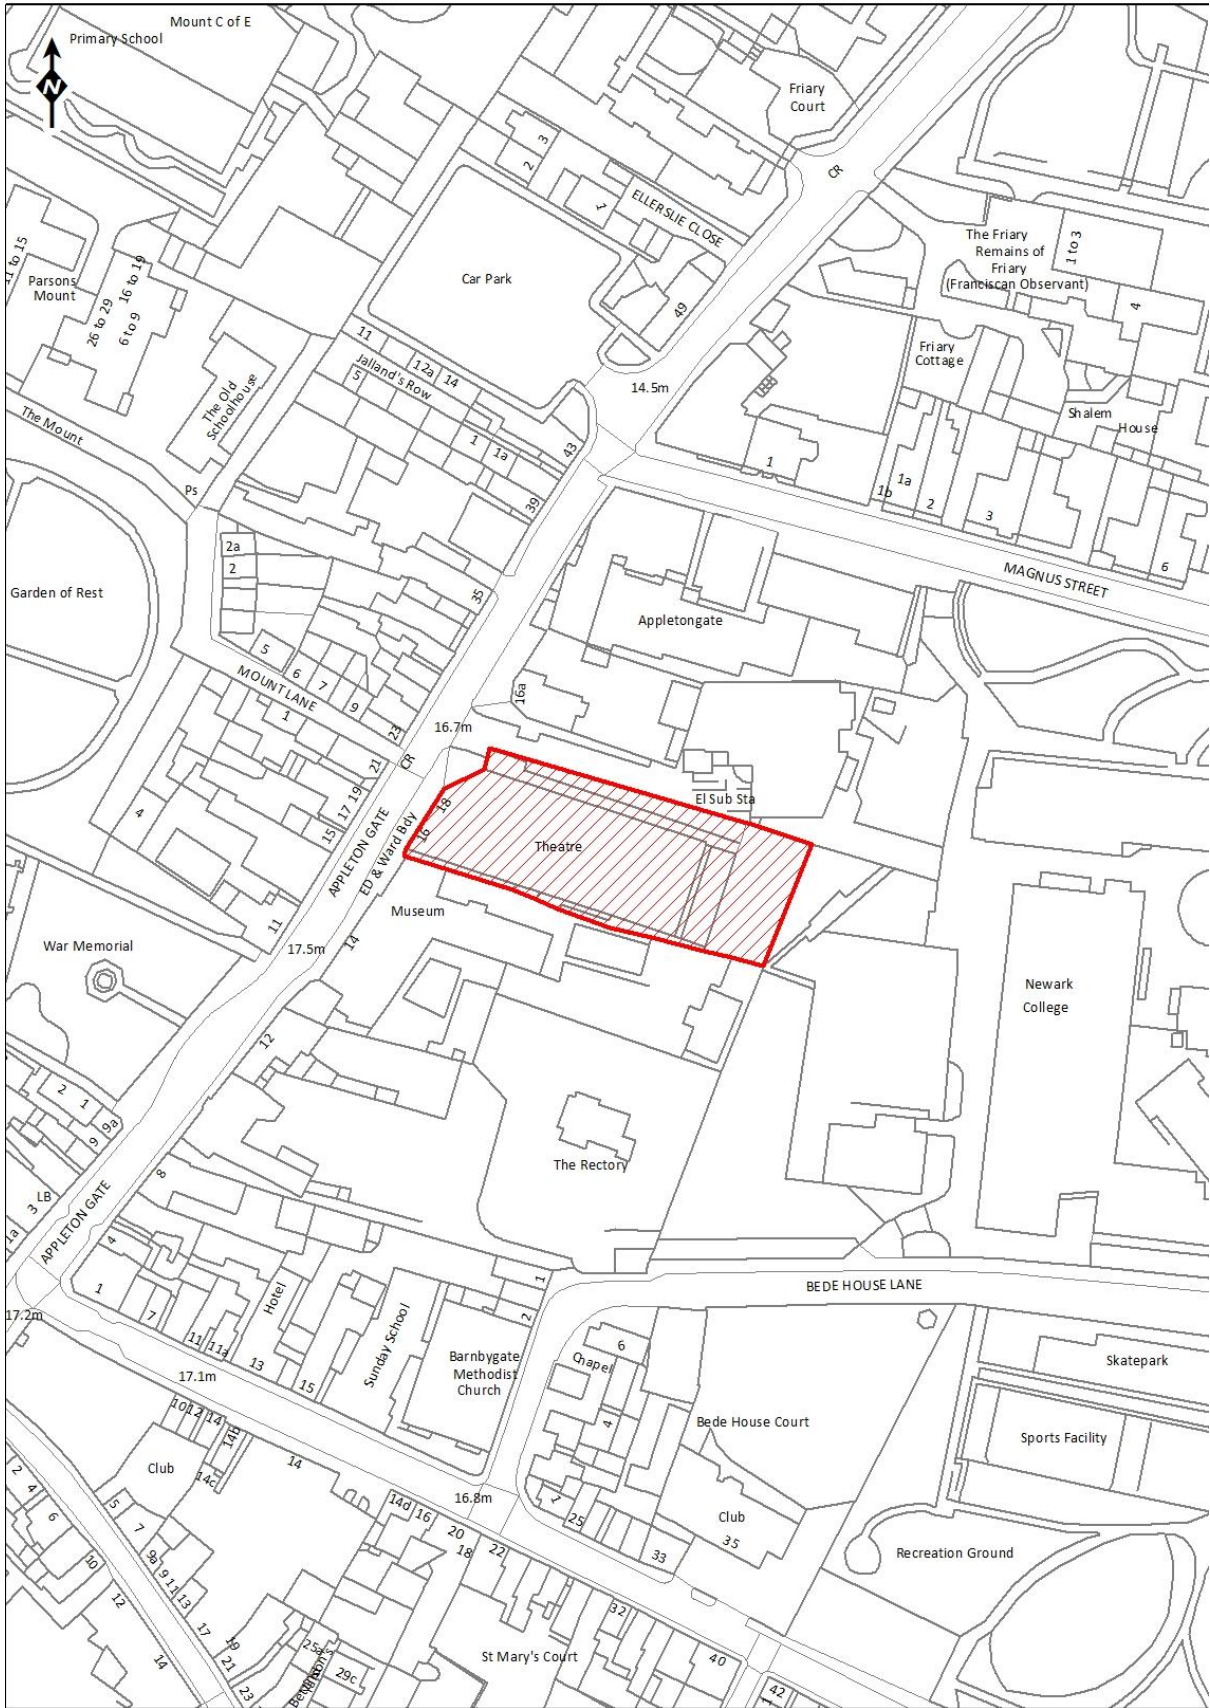 Mount C of E
Primary School
N
Friary
Court
CR
3
2
1
ELLERSLIE CLOSE
The Friary
Remains of
Friary
(Franciscan Observant)
1 to 3
4
11 to 15
Parsons
Mount
16 to 19
26 to 29
6 to 9
Car Park
49
Friary
Cottage
11
12a
14
Jalland's Row
5
1
1a
43
39
14.5m
The Old
Schoolhouse
The Mount
Ps
Shalem
House
1
1a
1b
2
3
6
MAGNUS STREET
2a
2
Garden of Rest
35
Appletongate
5
6
7
9
MOUNT LANE
1
23
16a
16.7m
21
CR
19
17
15
4
18
16
El Sub Sta
Theatre
APPLETON GATE
ED & Ward Bdy
Museum
11
14
War Memorial
17.5m
Newark
College
12
2
1
9a
9
The Rectory
8
LB
3
1a
APPLETON GATE
4
1
17.2m
7
11
11a
Hotel
13
15
Sunday School
1
2
BEDE HOUSE LANE
Barnbygate
Methodist
Church
6
Chapel
4
Skatepark
17.1m
10
12
14
14b
14c
Club
14
Bede House Court
Sports Facility
2
4
6
5
7
9a
9
11
13
10
12
14
17
19
21
23
16.8m
14d
16
20
18
22
1
25
33
Club
35
Recreation Ground
32
St Mary's Court
40
42
25a
29c